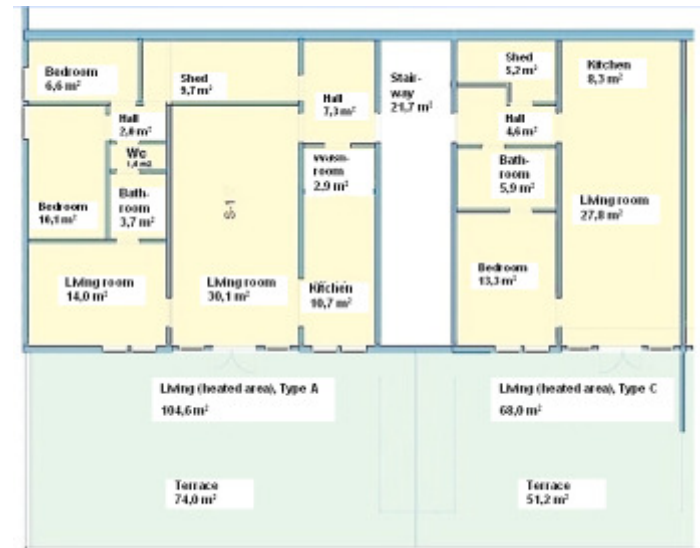 Bedroom
6,6 m²
Shed
9,7 m²
Hall
7,3 m²
Stair-
way
21,7 m²
Shed
5,2 m²
Kitchen
8,3 m²
Hall
2,0 m²
Wc
Hall
4,6 m²
Bedroom
10,1 m²
Bath-
room
3,7 m²
S-1
room
2,9 m²
Bath-
room
5,9 m²
Living room
27,8 m²
Living room
14,0 m²
Living room
30,1 m²
Kitchen
10,7 m²
Bedroom
13,3 m²
Living (heated area), Type A
104,6 m²
Living (heated area), Type C
68,0 m²
Terrace
74,0 m²
Terrace
51,2 m²